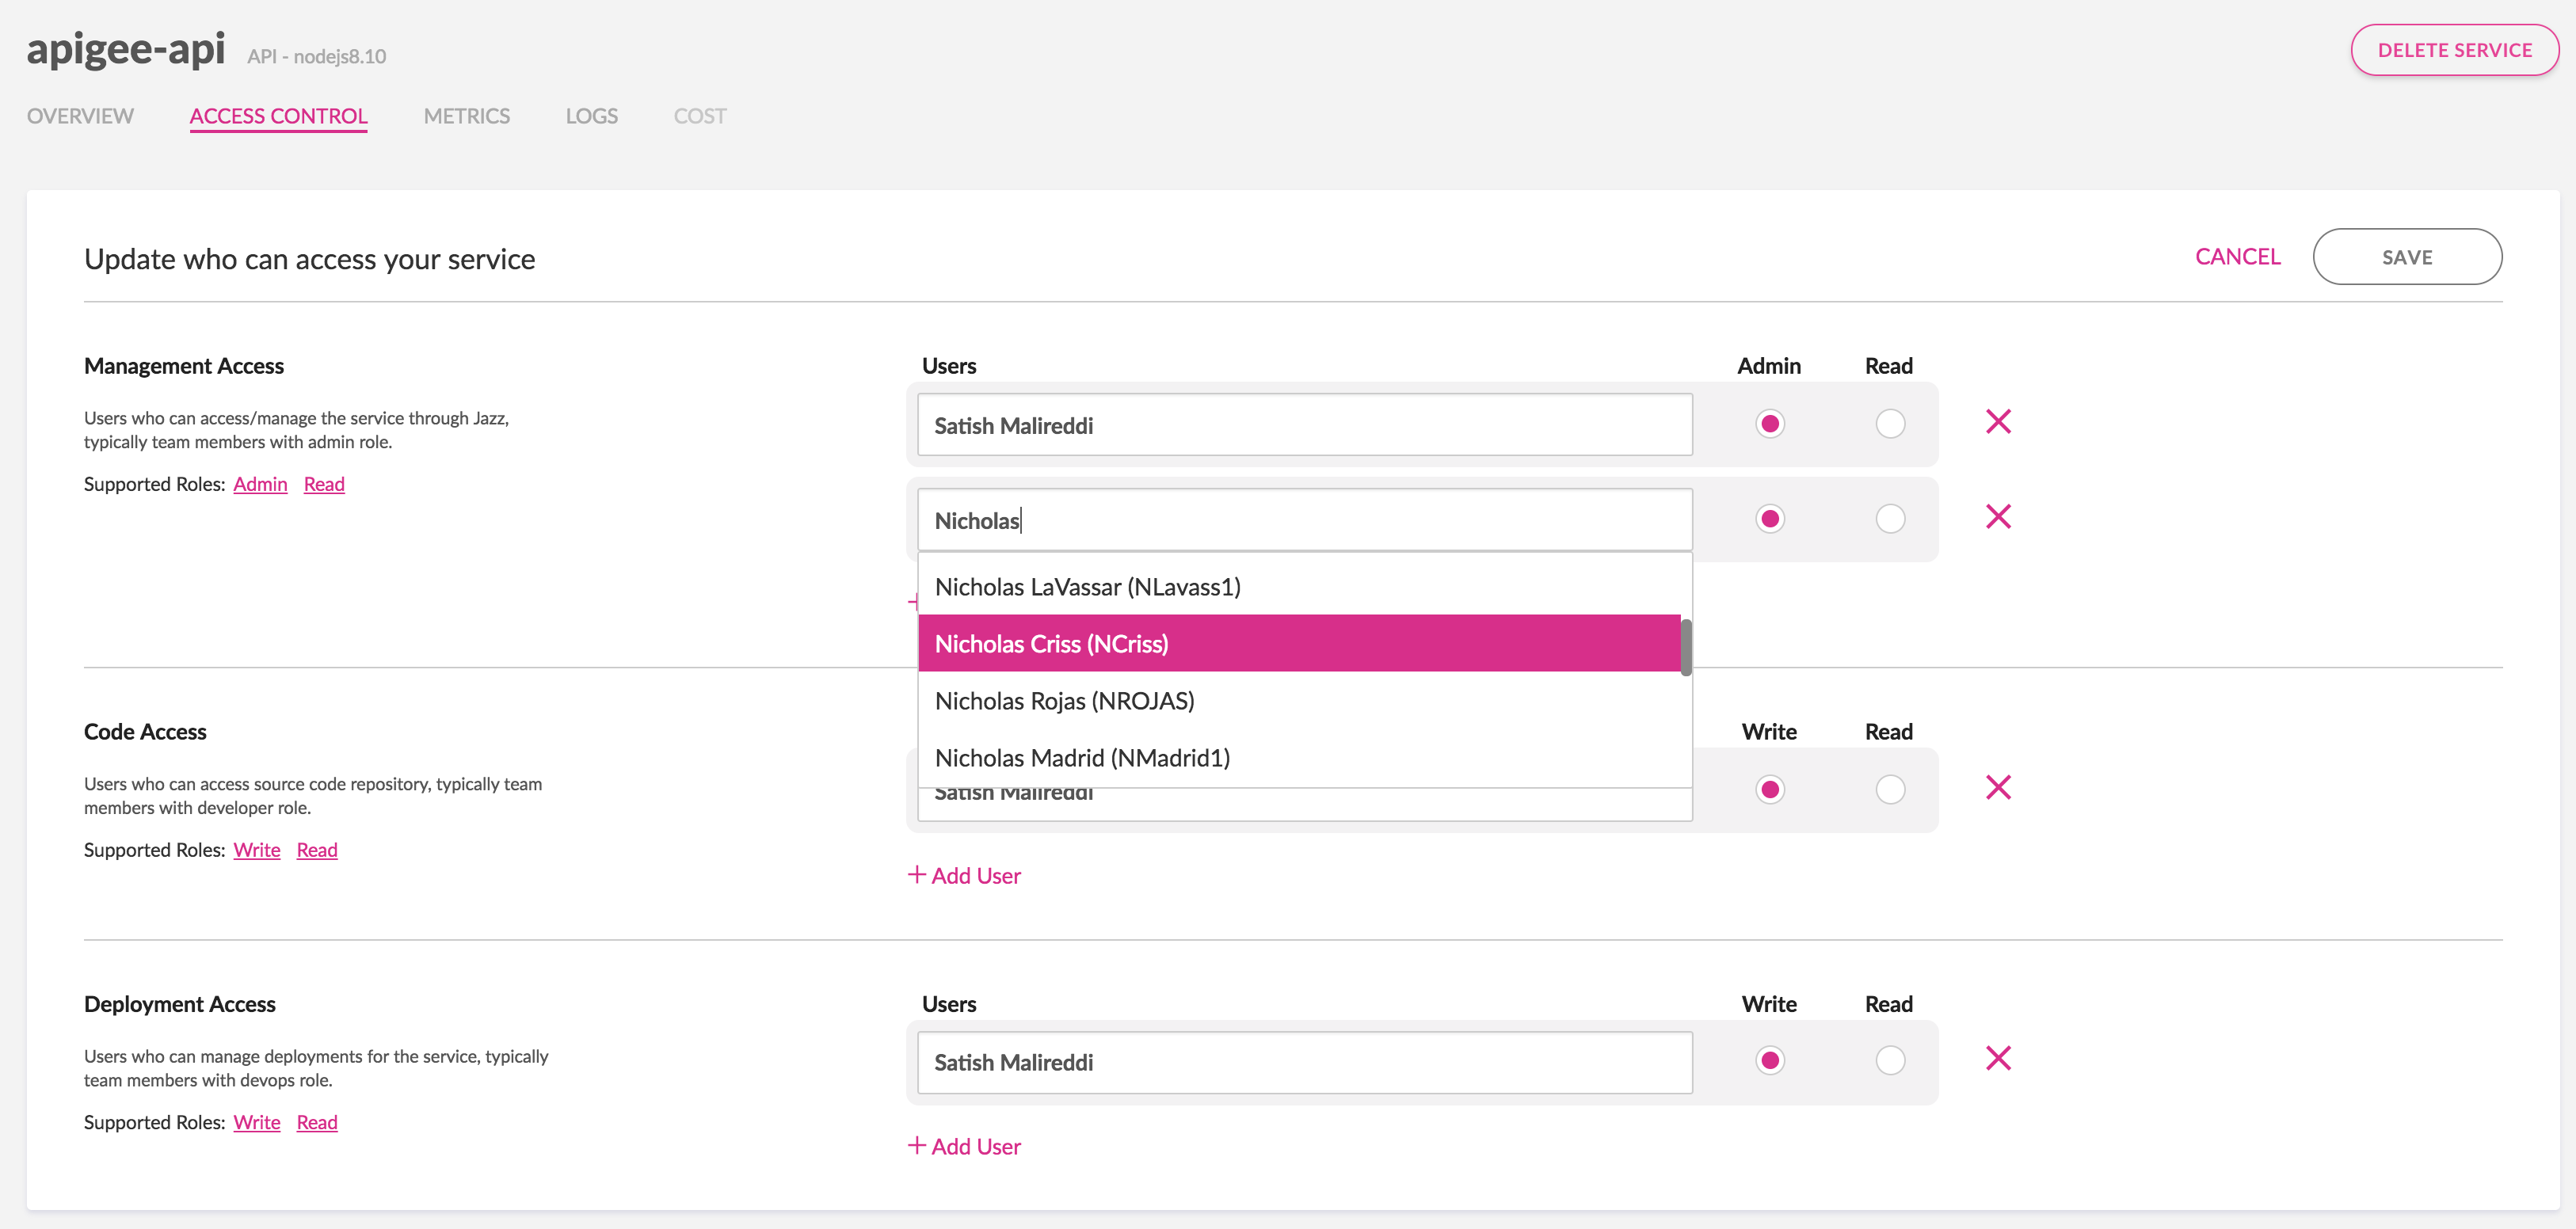 apigee-api API - nodejs8.10
DELETE SERVICE
OVERVIEW ACCESS CONTROL METRICS LOGS COST
Update who can access your service
CANCEL SAVE
Management Access
Users who can access/manage the service through Jazz,
typically team members with admin role.
Supported Roles: Admin Read
Users Admin Read
Satish Malireddi
Nicholas
Nicholas LaVassar (NLavass1)
Nicholas Criss (NCriss)
Nicholas Rojas (NROJAS)
Nicholas Madrid (NMadrid1)
Code Access
Users who can access source code repository, typically team
members with developer role.
Supported Roles: Write Read
Write Read
Satish Malireddi
+ Add User
Deployment Access
Users who can manage deployments for the service, typically
team members with devops role.
Supported Roles: Write Read
Users Write Read
Satish Malireddi
+ Add User